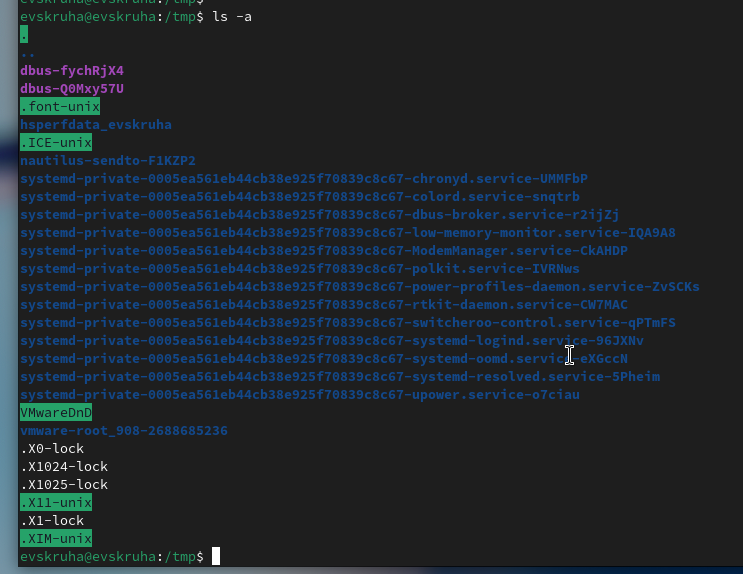 evskruha@evskruha:/tmp$
evskruha@evskruha:/tmp$ ls -a
.
..
dbus-fychRjX4
dbus-Q0Mxy57U
.font-unix
hsperfdata_evskruha
.ICE-unix
nautilus-sendto-F1KZP2
systemd-private-0005ea561eb44cb38e925f70839c8c67-chronyd.service-UMMFbP
systemd-private-0005ea561eb44cb38e925f70839c8c67-colord.service-snqtrb
systemd-private-0005ea561eb44cb38e925f70839c8c67-dbus-broker.service-r2ijZj
systemd-private-0005ea561eb44cb38e925f70839c8c67-low-memory-monitor.service-IQA9A8
systemd-private-0005ea561eb44cb38e925f70839c8c67-ModemManager.service-CkAHDP
systemd-private-0005ea561eb44cb38e925f70839c8c67-polkit.service-IVRNws
systemd-private-0005ea561eb44cb38e925f70839c8c67-power-profiles-daemon.service-ZvSCKs
systemd-private-0005ea561eb44cb38e925f70839c8c67-rtkit-daemon.service-CW7MAC
systemd-private-0005ea561eb44cb38e925f70839c8c67-switcheroo-control.service-qPTmFS
systemd-private-0005ea561eb44cb38e925f70839c8c67-systemd-logind.service-96JXNv
systemd-private-0005ea561eb44cb38e925f70839c8c67-systemd-oomd.service-eXGccN
systemd-private-0005ea561eb44cb38e925f70839c8c67-systemd-resolved.service-5Pheim
systemd-private-0005ea561eb44cb38e925f70839c8c67-upower.service-o7ciau
VMwareDnD
vmware-root_908-2688685236
.X0-lock
.X1024-lock
.X1025-lock
.X11-unix
.X1-lock
.XIM-unix
evskruha@evskruha:/tmp$